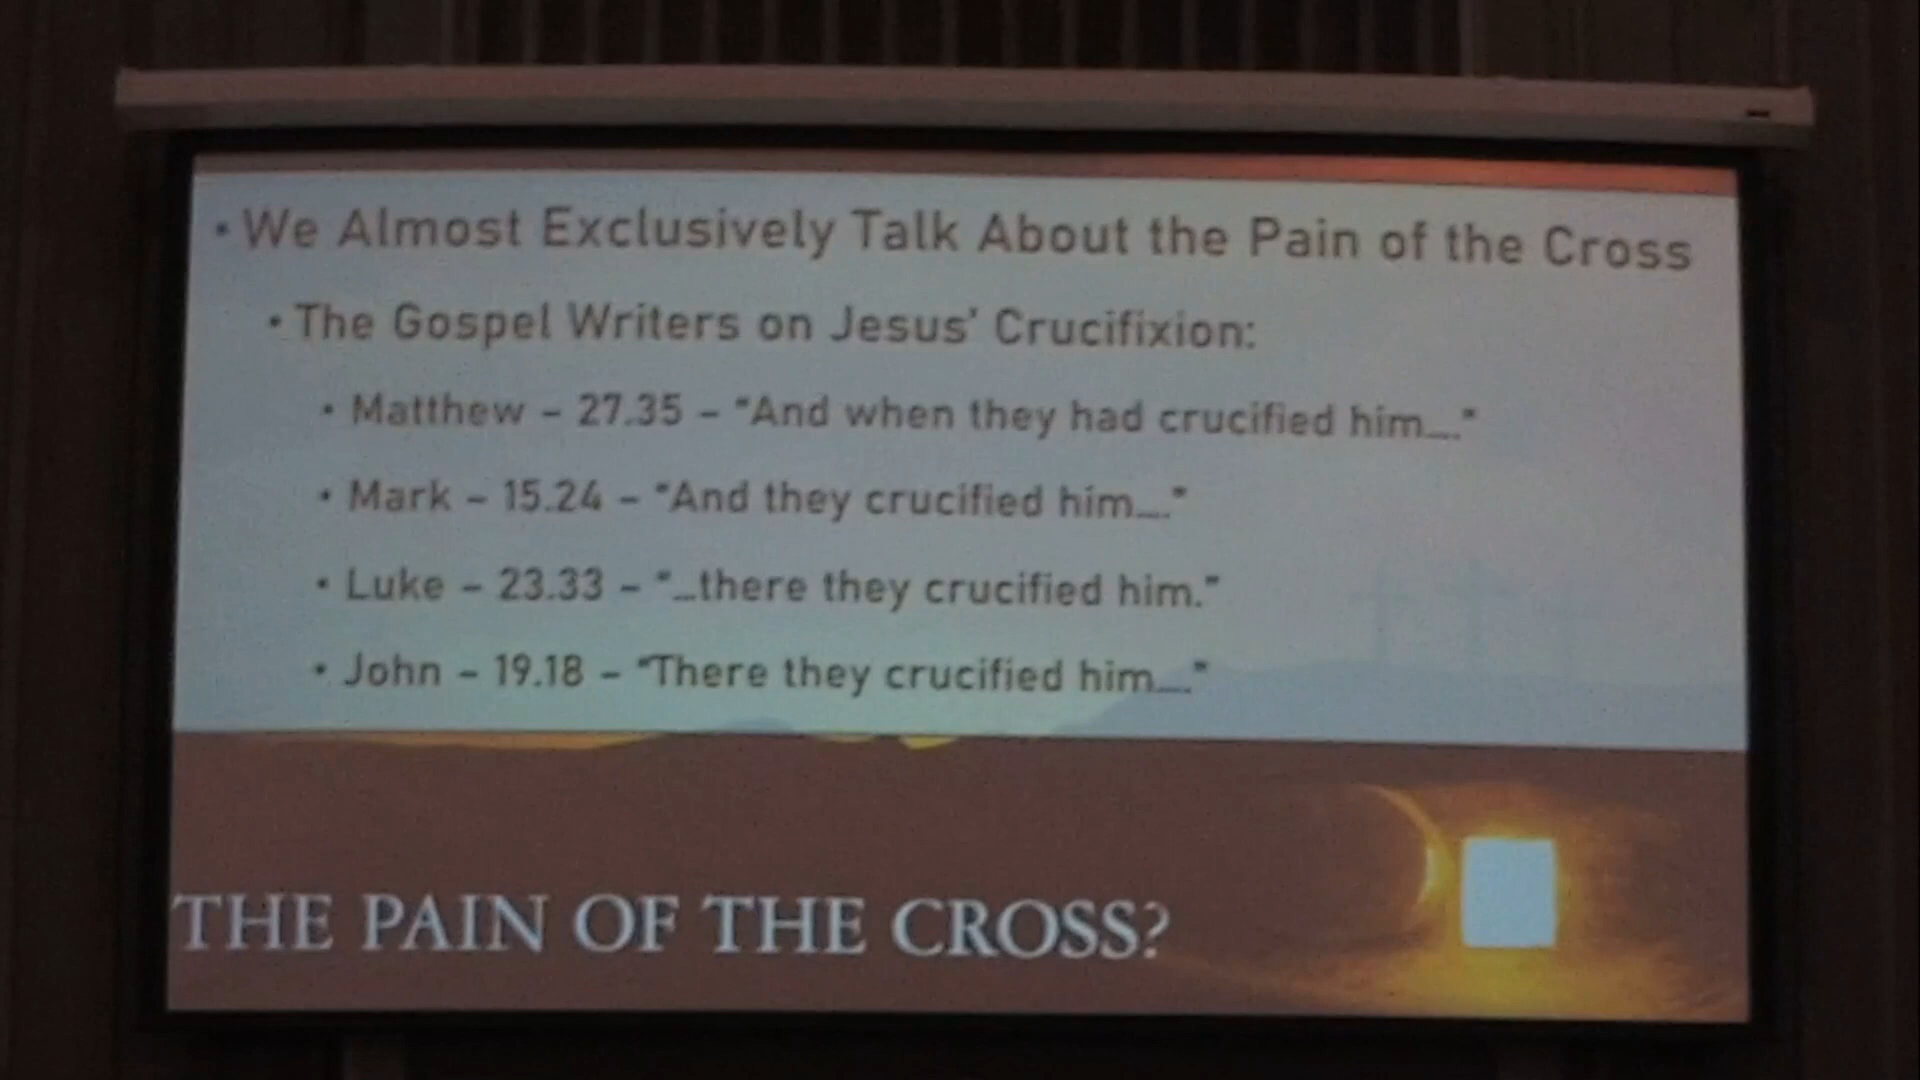 • We Almost Exclusively Talk About the Pain of the Cross
• The Gospel Writers on Jesus' Crucifixion:
• Matthew – 27.35 – "And when they had crucified him...."
• Mark – 15.24 – "And they crucified him...."
• Luke – 23.33 – "...there they crucified him."
• John – 19.18 – "There they crucified him...."
THE PAIN OF THE CROSS?